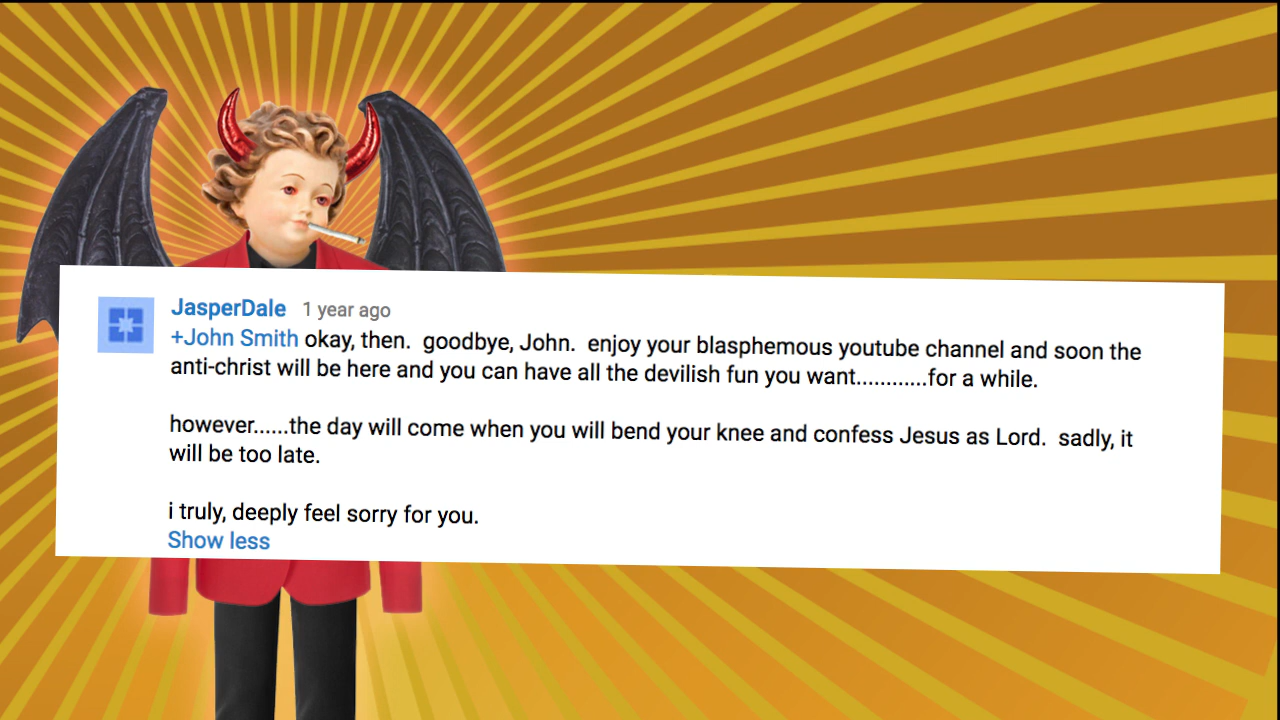 JasperDale 1 year ago
+John Smith okay, then.  goodbye, John.  enjoy your blasphemous youtube channel and soon the
anti-christ will be here and you can have all the devilish fun you want............for a while.
however......the day will come when you will bend your knee and confess Jesus as Lord.  sadly, it
will be too late.
i truly, deeply feel sorry for you.
Show less